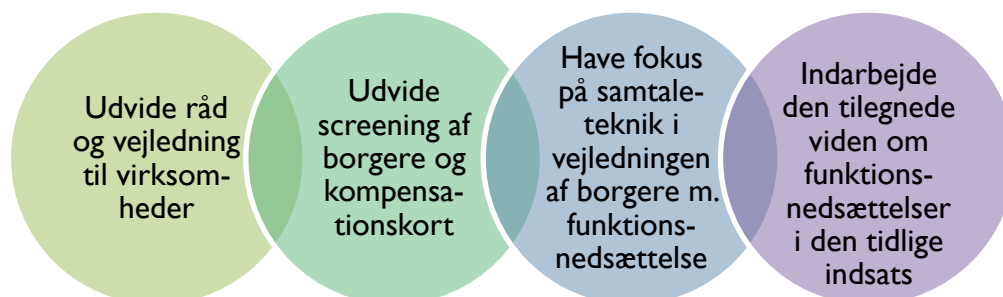 Udvide råd
og vejledning
til virksom-
heder
Udvide
screening af
borgere og
kompensa-
tionskort
Have fokus
på samtale-
teknik i
vejledningen
af borgere m.
funktions-
nedsættelse
Indarbejde
den tilegnede
viden om
funktions-
nedsættelser
i den tidlige
indsats